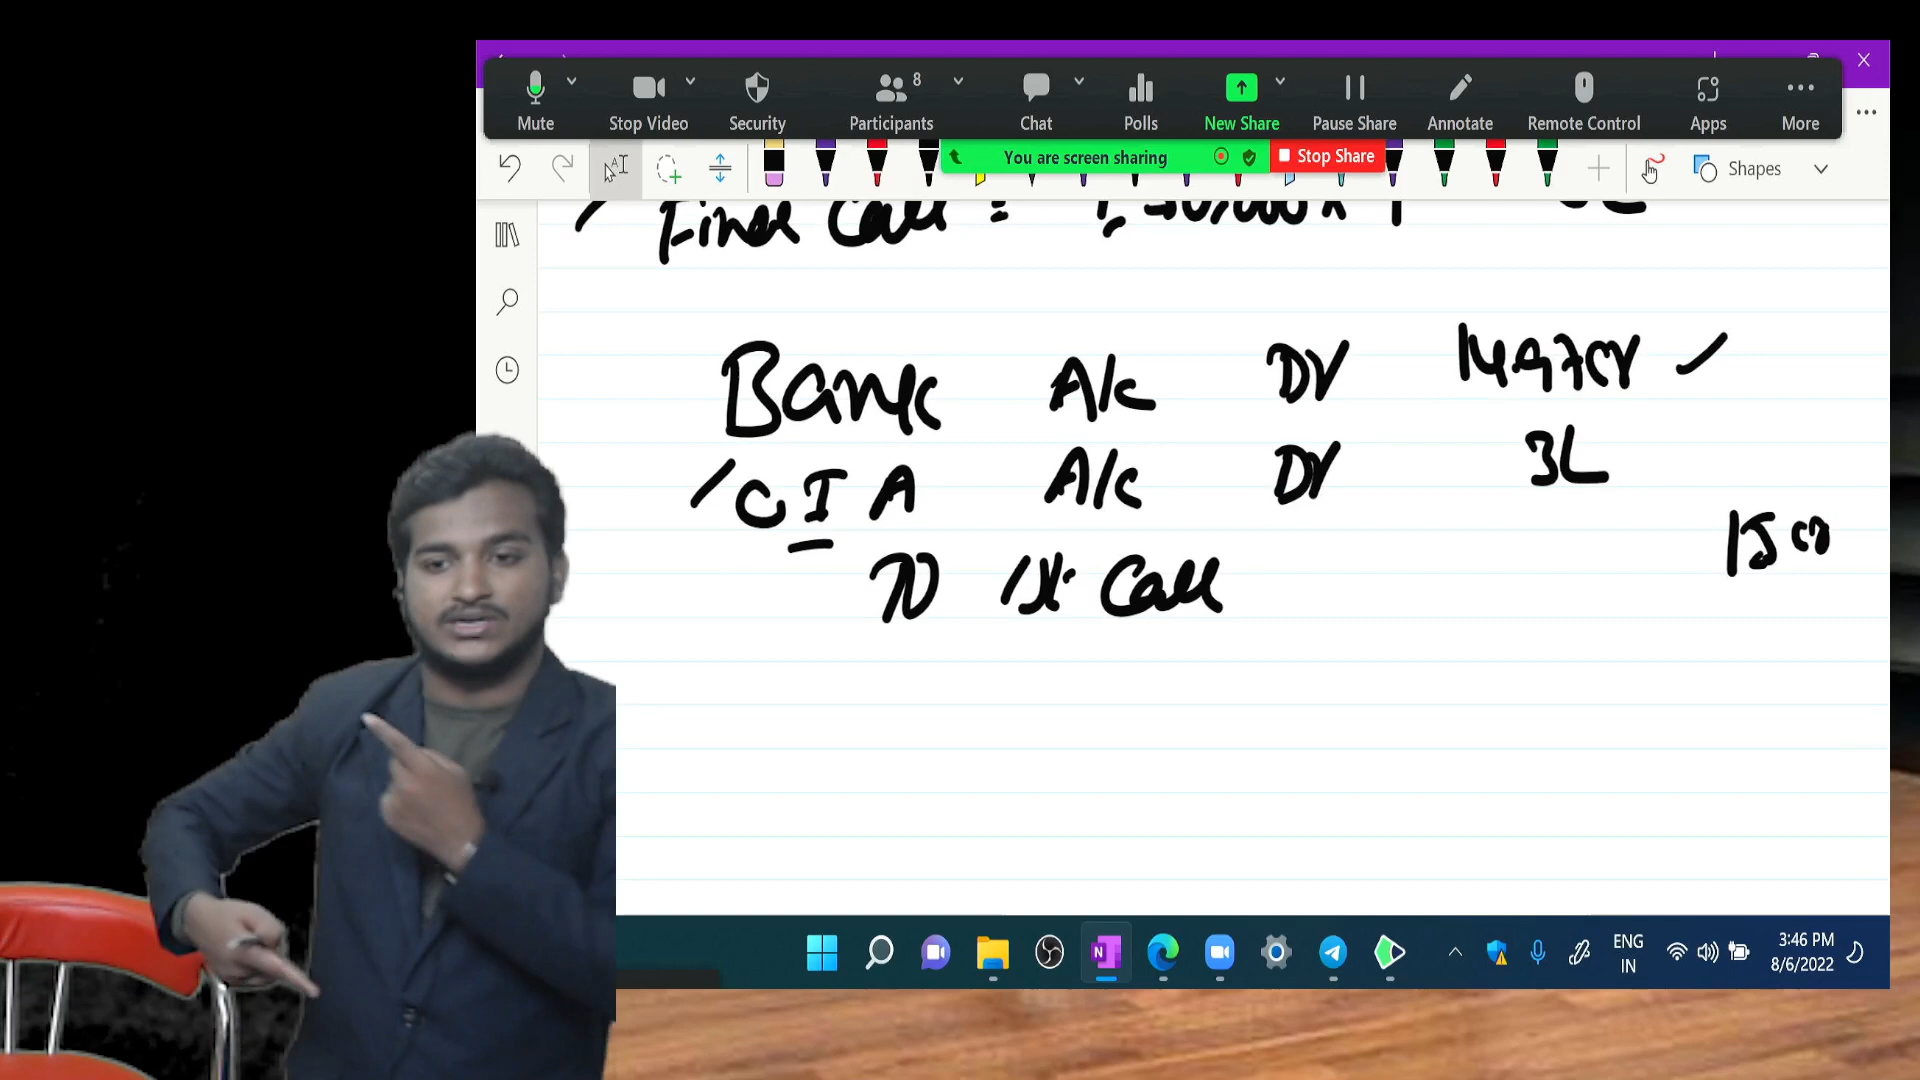 8
Mute Stop Video Security Participants Chat Polls New Share Pause Share Annotate Remote Control Apps More
You are screen sharing Stop Share
Shapes
Final Call =
Bank A/c Dr
CIA A/c Dr 3L
To 1st Call
ENG 3:46 PM
IN 8/6/2022